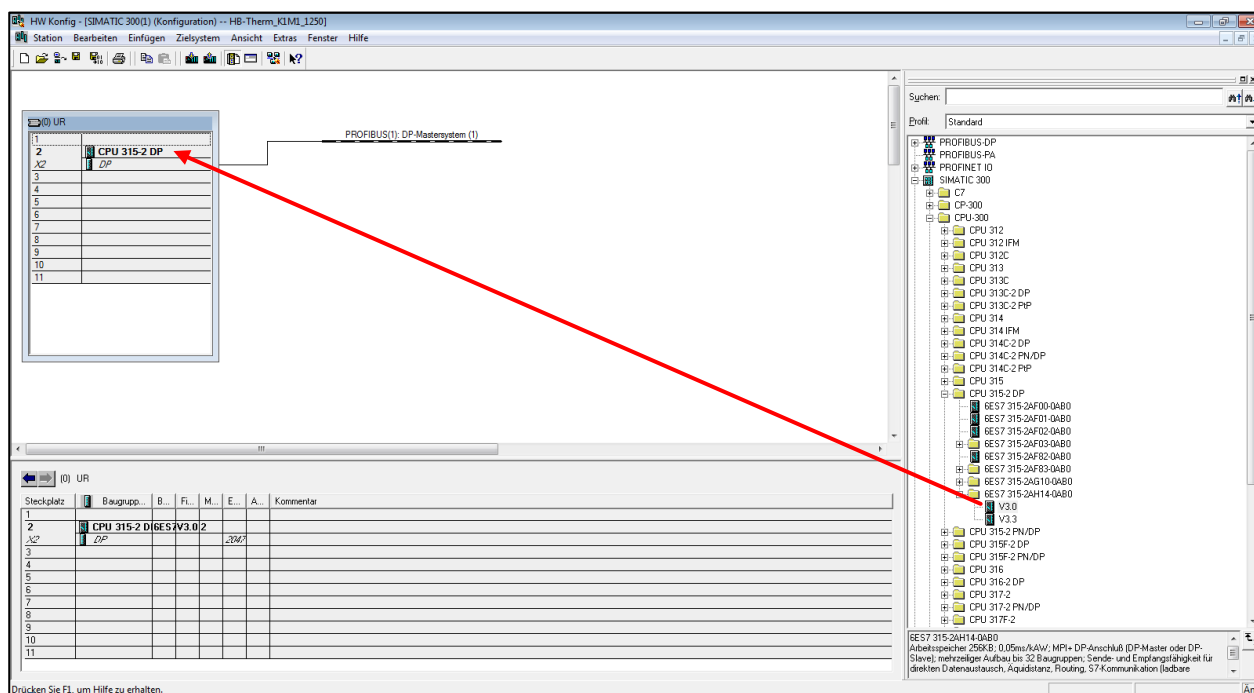 HW Konfig - [SIMATIC 300(1) (Konfiguration) -- HB-Therm_K1M1_1250]
Station Bearbeiten Einfügen Zielsystem Ansicht Extras Fenster Hilfe
(0) UR
1
2 CPU 315-2 DP
X2 DP
3
4
5
6
7
8
9
10
11
PROFIBUS(1): DP-Mastersystem (1)
Suchen:
Profil: Standard
PROFIBUS-DP
PROFIBUS-PA
PROFINET IO
SIMATIC 300
C7
CP-300
CPU-300
CPU 312
CPU 312 IFM
CPU 312C
CPU 313
CPU 313C
CPU 313C-2 DP
CPU 313C-2 PtP
CPU 314
CPU 314 IFM
CPU 314C-2 DP
CPU 314C-2 PN/DP
CPU 314C-2 PtP
CPU 315
CPU 315-2 DP
6ES7 315-2AF00-0AB0
6ES7 315-2AF01-0AB0
6ES7 315-2AF02-0AB0
6ES7 315-2AF03-0AB0
6ES7 315-2AF82-0AB0
6ES7 315-2AF83-0AB0
6ES7 315-2AG10-0AB0
6ES7 315-2AH14-0AB0
V3.0
V3.3
CPU 315-2 PN/DP
CPU 315F-2 DP
CPU 315F-2 PN/DP
CPU 316
CPU 316-2 DP
CPU 317-2
CPU 317-2 PN/DP
CPU 317F-2
6ES7 315-2AH14-0AB0
Arbeitsspeicher 256KB; 0,05ms/kAW; MPI+ DP-Anschluß (DP-Master oder DP-
Slave); mehrzeiliger Aufbau bis 32 Baugruppen; Sende- und Empfangsfähigkeit für
direkten Datenaustausch, Äquidistanz, Routing, S7-Kommunikation (ladbare
(0) UR
Steckplatz Baugrupp... B... Fi... M... E... A... Kommentar
1
2 CPU 315-2 D 6ES7 V3.0 2
X2 DP 2047
3
4
5
6
7
8
9
10
11
Drücken Sie F1, um Hilfe zu erhalten.